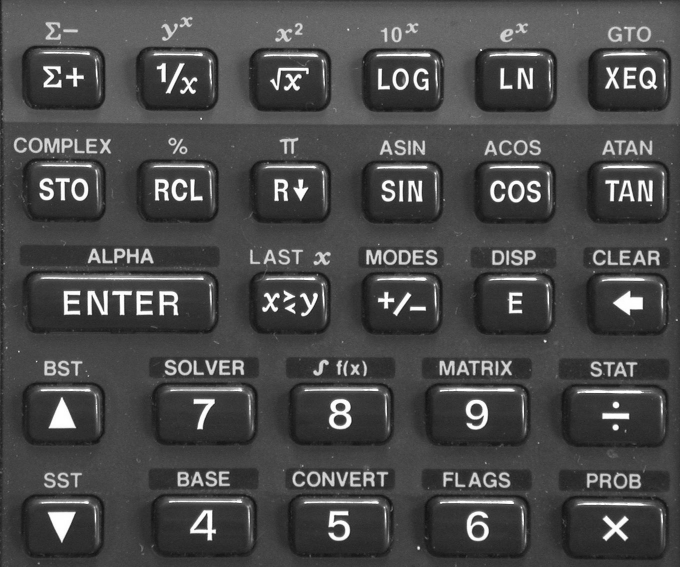 Σ− yˣ x² 10ˣ eˣ GTO
Σ+ 1/x √x LOG LN XEQ
COMPLEX % π ASIN ACOS ATAN
STO RCL R↓ SIN COS TAN
ALPHA LAST x MODES DISP CLEAR
ENTER x≷y +/− E ←
BST SOLVER ∫ f(x) MATRIX STAT
▲ 7 8 9 ÷
SST BASE CONVERT FLAGS PROB
▼ 4 5 6 ×